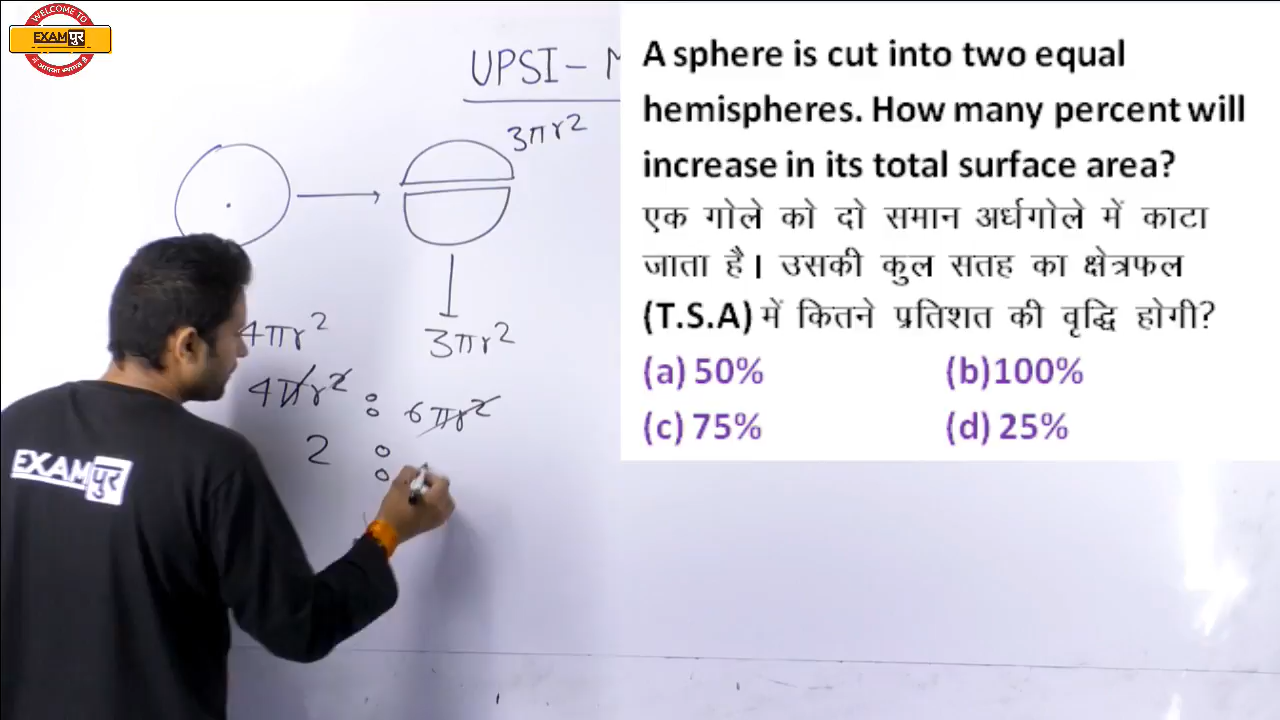 WELCOME TO
EXAMपुर
UPSI- M
3πr²
A sphere is cut into two equal
hemispheres. How many percent will
increase in its total surface area?
एक गोले को दो समान अर्धगोले में काटा
जाता है। उसकी कुल सतह का क्षेत्रफल
(T.S.A) में कितने प्रतिशत की वृद्धि होगी?
(a) 50% (b)100%
(c) 75% (d) 25%
4πr² 3πr²
4πr² : 6πr²
2 :
EXAMपुर